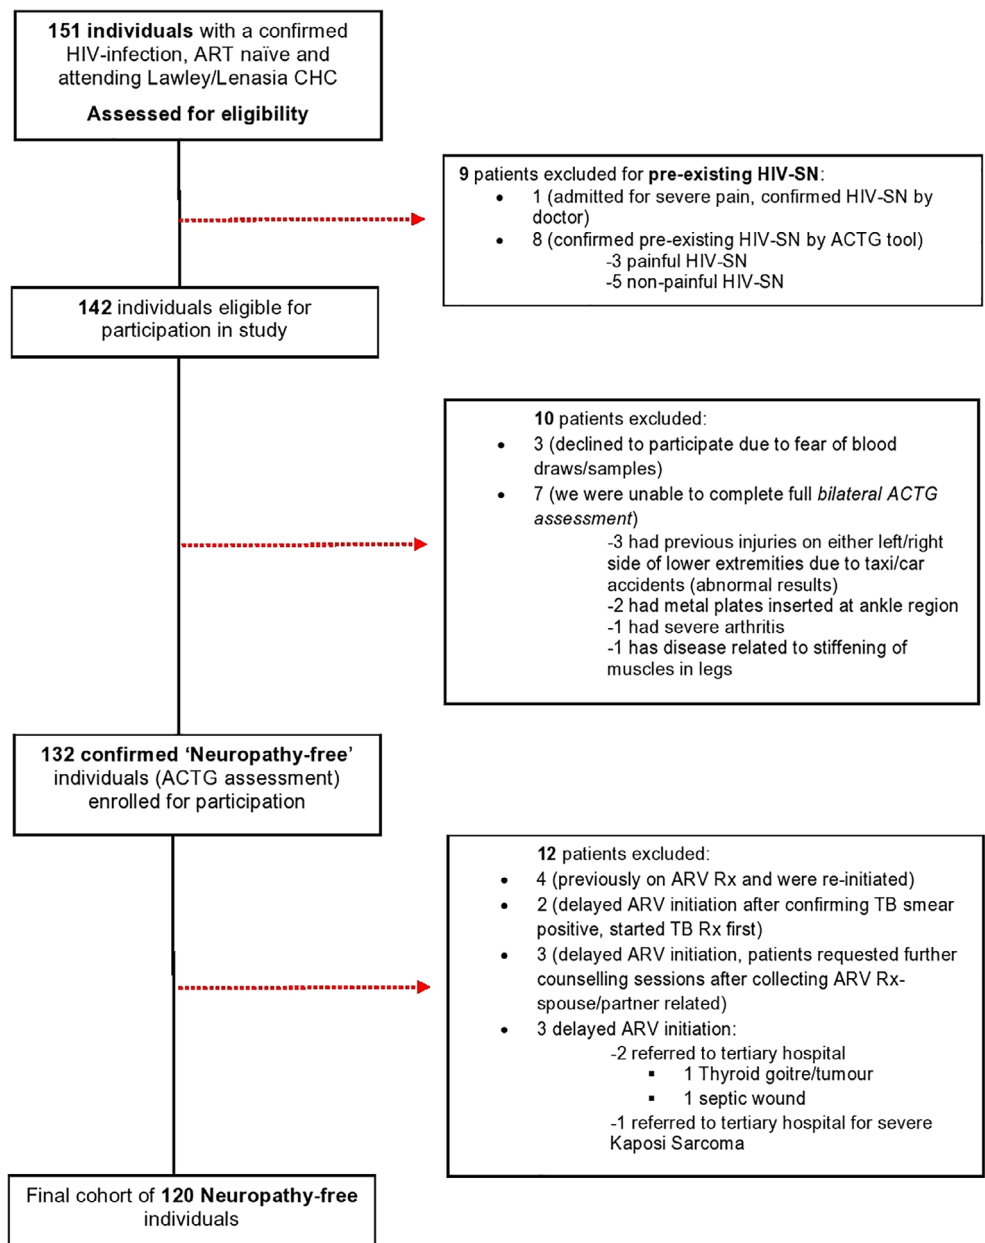 151 individuals with a confirmed
HIV-infection, ART naïve and
attending Lawley/Lenasia CHC
Assessed for eligibility
9 patients excluded for pre-existing HIV-SN:
• 1 (admitted for severe pain, confirmed HIV-SN by
doctor)
• 8 (confirmed pre-existing HIV-SN by ACTG tool)
-3 painful HIV-SN
-5 non-painful HIV-SN
142 individuals eligible for
participation in study
10 patients excluded:
• 3 (declined to participate due to fear of blood
draws/samples)
• 7 (we were unable to complete full bilateral ACTG
assessment)
-3 had previous injuries on either left/right
side of lower extremities due to taxi/car
accidents (abnormal results)
-2 had metal plates inserted at ankle region
-1 had severe arthritis
-1 has disease related to stiffening of
muscles in legs
132 confirmed ‘Neuropathy-free’
individuals (ACTG assessment)
enrolled for participation
12 patients excluded:
• 4 (previously on ARV Rx and were re-initiated)
• 2 (delayed ARV initiation after confirming TB smear
positive, started TB Rx first)
• 3 (delayed ARV initiation, patients requested further
counselling sessions after collecting ARV Rx-
spouse/partner related)
• 3 delayed ARV initiation:
-2 referred to tertiary hospital
▪ 1 Thyroid goitre/tumour
▪ 1 septic wound
-1 referred to tertiary hospital for severe
Kaposi Sarcoma
Final cohort of 120 Neuropathy-free
individuals